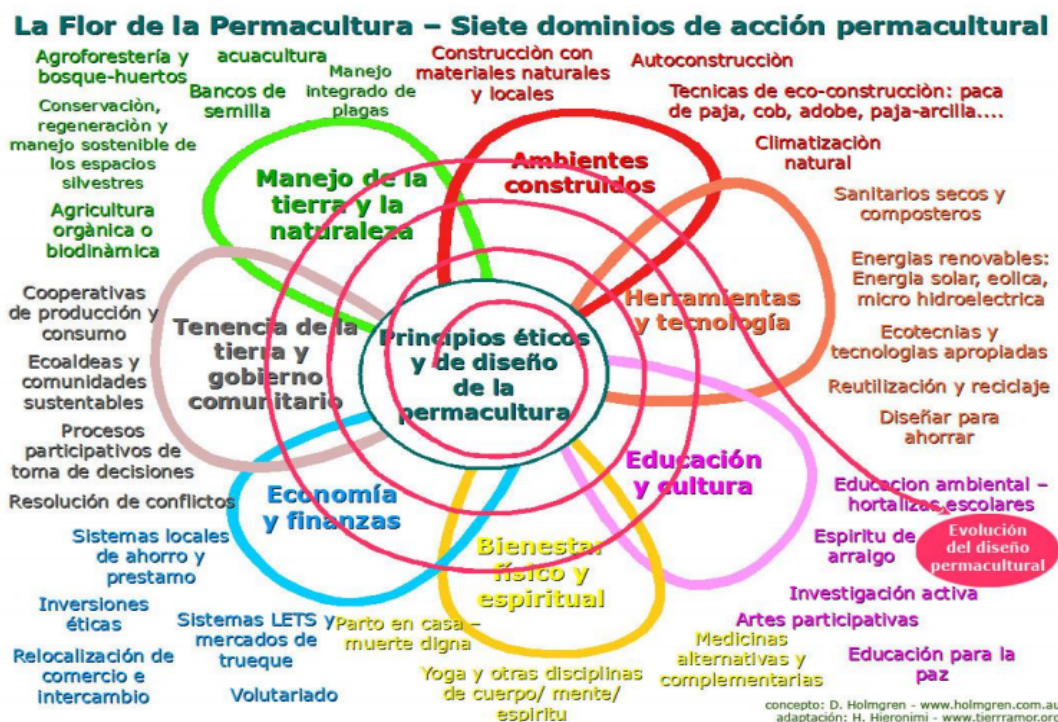 La Flor de la Permacultura – Siete dominios de acción permacultural
Agroforestería y
bosque-huertos
acuacultura
Bancos de
semilla
Manejo
integrado de
plagas
Conservaciòn,
regeneraciòn y
manejo sostenible de
los espacios
silvestres
Agricultura
orgànica o
biodinàmica
Manejo de la
tierra y la
naturaleza
Construcciòn con
materiales naturales
y locales
Autoconstrucciòn
Tecnicas de eco-construcciòn: paca
de paja, cob, adobe, paja-arcilla....
Climatizaciòn
natural
Ambientes
construidos
Sanitarios secos y
composteros
Energias renovables:
Energia solar, eolica,
micro hidroelectrica
Ecotecnias y
tecnologias apropiadas
Reutilización y reciclaje
Diseñar para
ahorrar
Herramientas
y tecnología
Cooperativas
de producción y
consumo
Ecoaldeas y
comunidades
sustentables
Procesos
participativos de
toma de decisiones
Resolución de conflictos
Tenencia de la
tierra y
gobierno
comunitario
Principios éticos
y de diseño
de la
permacultura
Educación
y cultura
Educacion ambiental –
hortalizas escolares
Espiritu de
arraigo
Evolución
del diseño
permacultural
Investigación activa
Artes participativas
Educación para la
paz
Economía
y finanzas
Sistemas locales
de ahorro y
prestamo
Inversiones
éticas
Sistemas LETS y
mercados de
trueque
Relocalización de
comercio e
intercambio
Volutariado
Bienestar
físico y
espiritual
Parto en casa –
muerte digna
Yoga y otras disciplinas
de cuerpo/ mente/
espiritu
Medicinas
alternativas y
complementarias
concepto: D. Holmgren - www.holmgren.com.au
adaptación: H. Hieronimi - www.tierramor.org